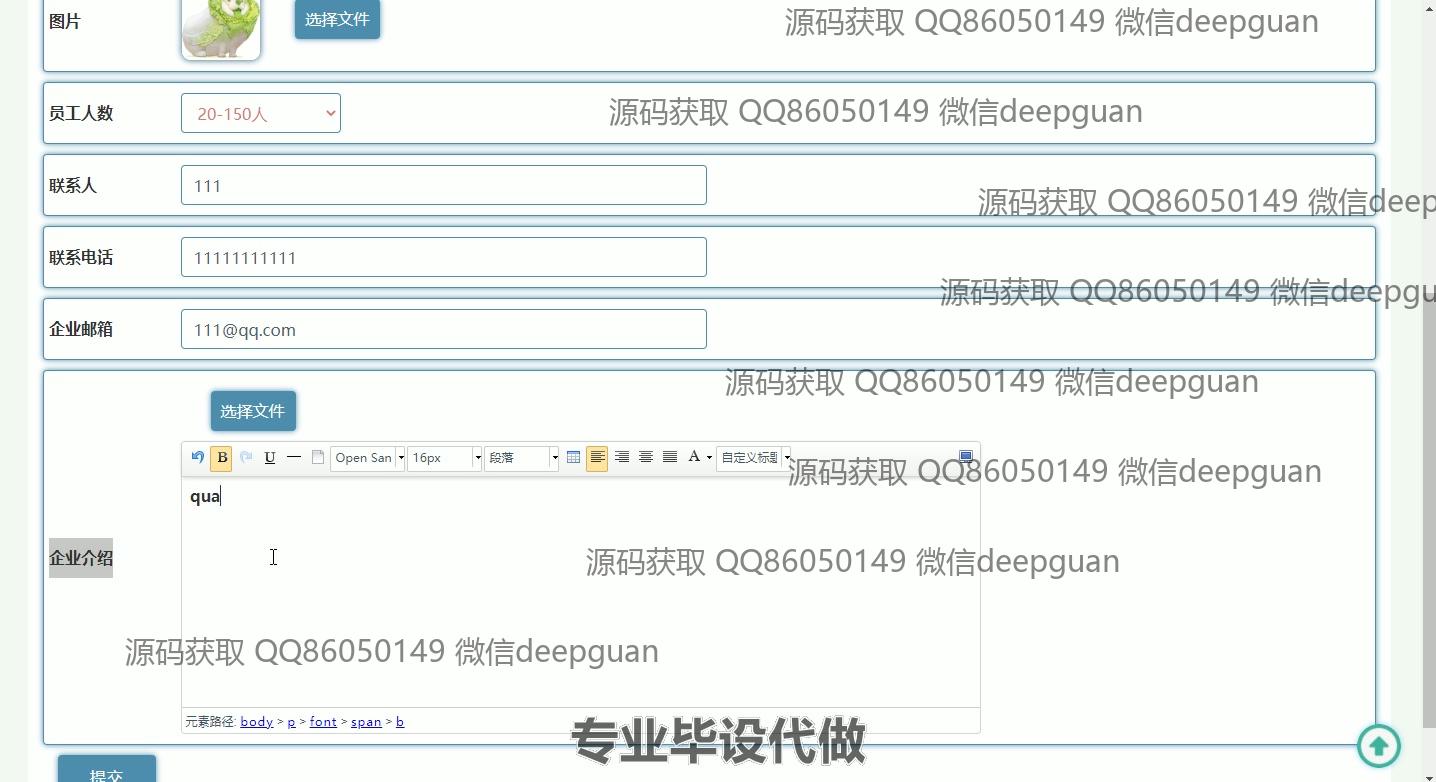 图片
选择文件
源码获取 QQ86050149 微信deepguan
员工人数
20-150人
源码获取 QQ86050149 微信deepguan
联系人
111
源码获取 QQ86050149 微信deep
联系电话
11111111111
源码获取 QQ86050149 微信deepgu
企业邮箱
111@qq.com
源码获取 QQ86050149 微信deepguan
选择文件
B U Open San 16px 段落 A 自定义标题
源码获取 QQ86050149 微信deepguan
qua
企业介绍
源码获取 QQ86050149 微信deepguan
源码获取 QQ86050149 微信deepguan
元素路径: body > p > font > span > b
专业毕设代做
提交